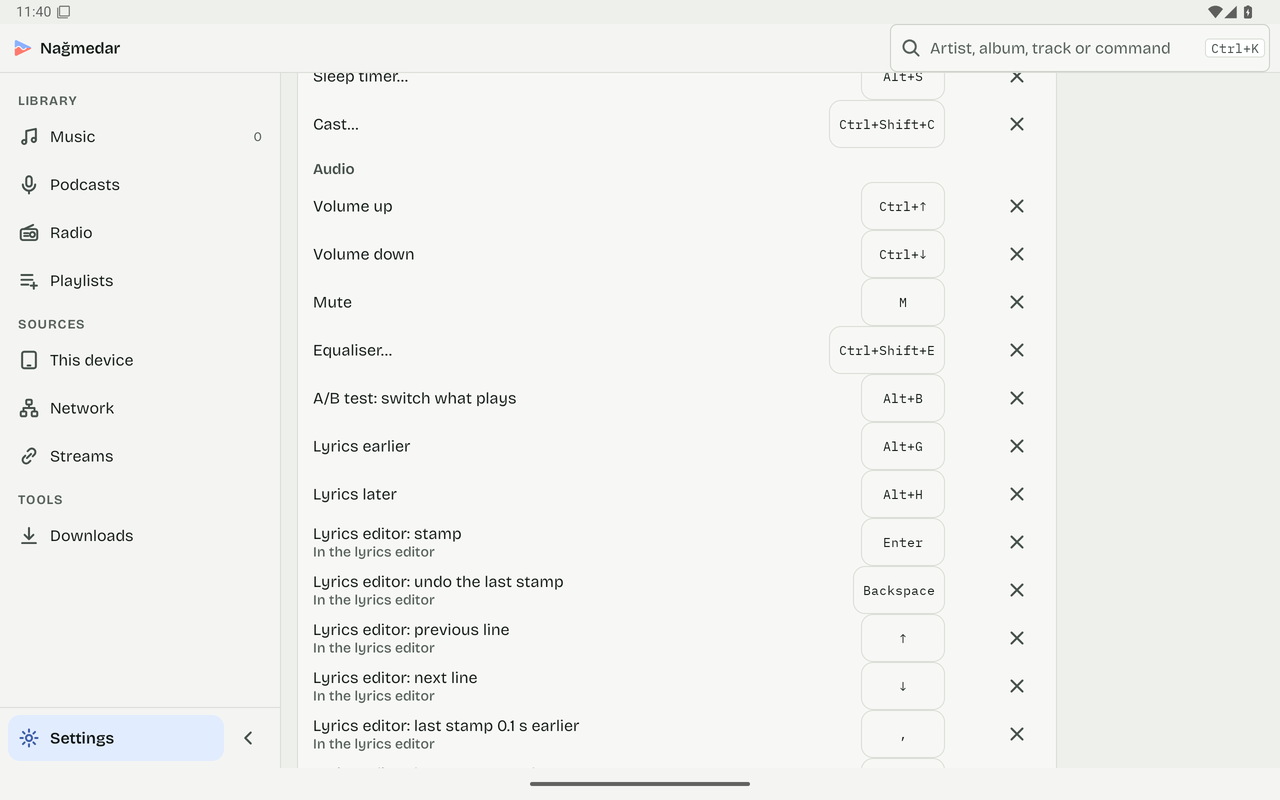 11:40
Nağmedar
Artist, album, track or command
Ctrl+K
LIBRARY
Music
0
Podcasts
Radio
Playlists
SOURCES
This device
Network
Streams
TOOLS
Downloads
Settings
Sleep timer...
Alt+S
Cast...
Ctrl+Shift+C
Audio
Volume up
Ctrl+↑
Volume down
Ctrl+↓
Mute
M
Equaliser...
Ctrl+Shift+E
A/B test: switch what plays
Alt+B
Lyrics earlier
Alt+G
Lyrics later
Alt+H
Lyrics editor: stamp
In the lyrics editor
Enter
Lyrics editor: undo the last stamp
In the lyrics editor
Backspace
Lyrics editor: previous line
In the lyrics editor
↑
Lyrics editor: next line
In the lyrics editor
↓
Lyrics editor: last stamp 0.1 s earlier
In the lyrics editor
,